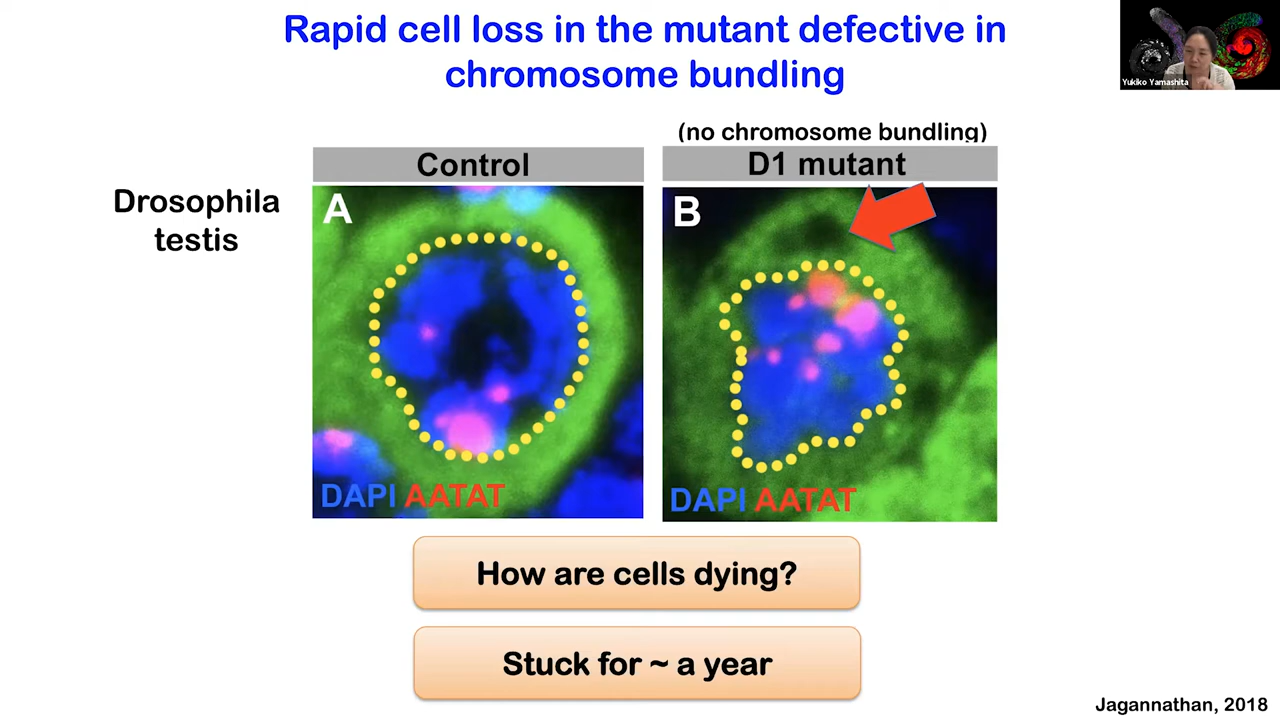 Rapid cell loss in the mutant defective in
chromosome bundling
Yukiko Yamashita
(no chromosome bundling)
Control
D1 mutant
Drosophila
testis
A
B
DAPI AATAT
DAPI AATAT
How are cells dying?
Stuck for ~ a year
Jagannathan, 2018